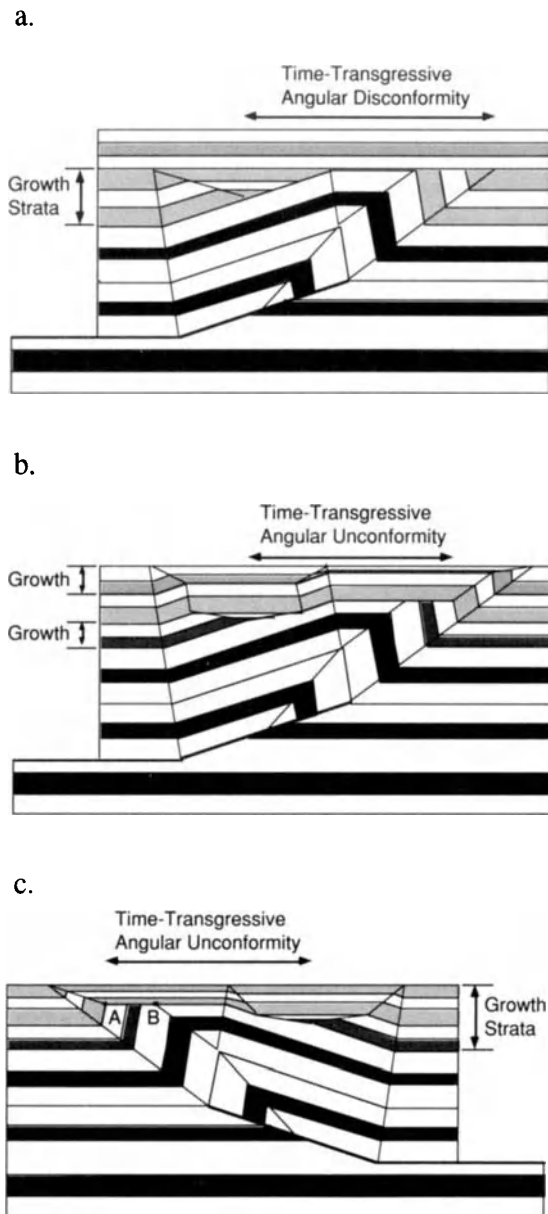 a.
Time-Transgressive
Angular Disconformity
Growth
Strata
b.
Time-Transgressive
Angular Unconformity
Growth
Growth
c.
Time-Transgressive
Angular Unconformity
A
B
Growth
Strata